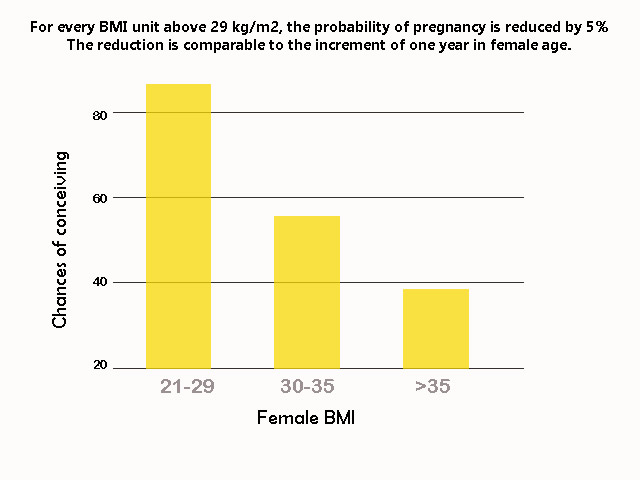 For every BMI unit above 29 kg/m2, the probability of pregnancy is reduced by 5%
The reduction is comparable to the increment of one year in female age.
Chances of conceiving
80
60
40
20
21-29 30-35 >35
Female BMI